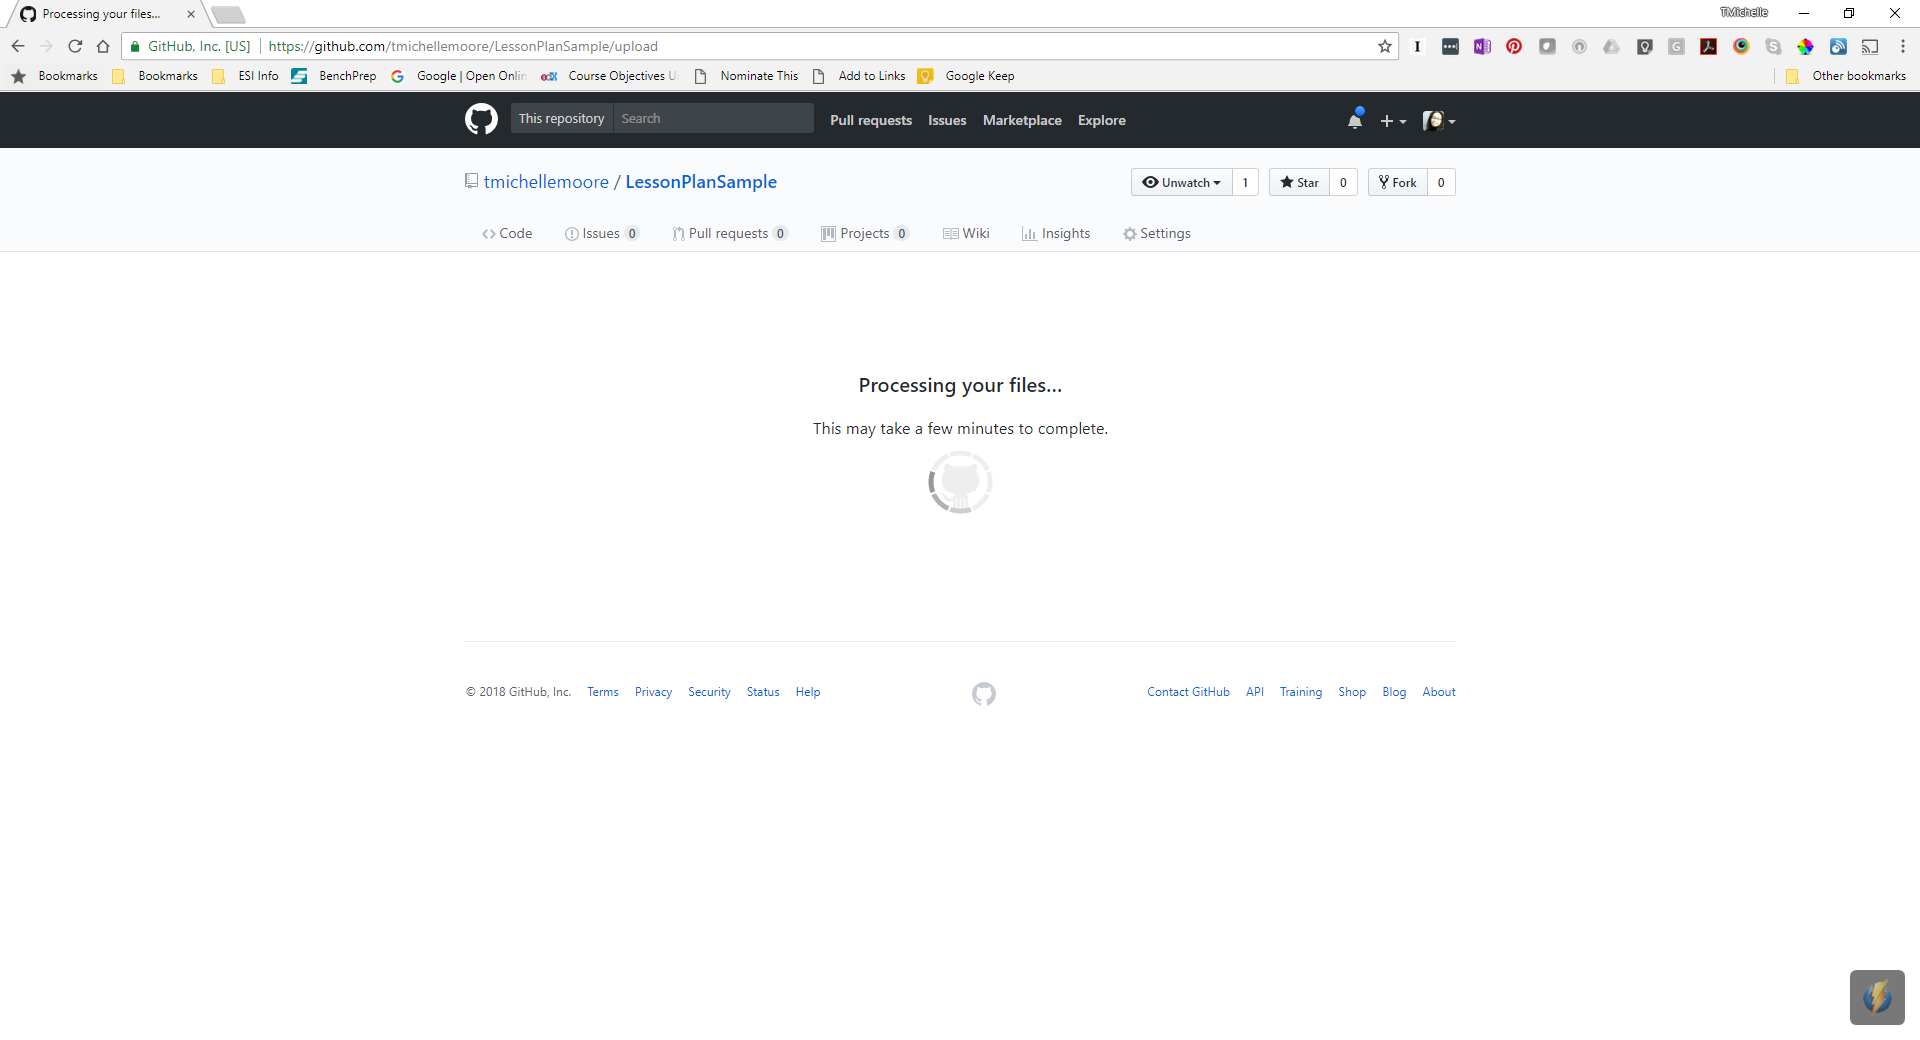 Processing your files...
TMichelle
GitHub, Inc. [US] https://github.com/tmichellemoore/LessonPlanSample/upload
Bookmarks Bookmarks ESI Info BenchPrep Google | Open Onlin Course Objectives U Nominate This Add to Links Google Keep Other bookmarks
This repository Search Pull requests Issues Marketplace Explore
tmichellemoore / LessonPlanSample Unwatch 1 Star 0 Fork 0
Code Issues 0 Pull requests 0 Projects 0 Wiki Insights Settings
Processing your files...
This may take a few minutes to complete.
© 2018 GitHub, Inc. Terms Privacy Security Status Help Contact GitHub API Training Shop Blog About